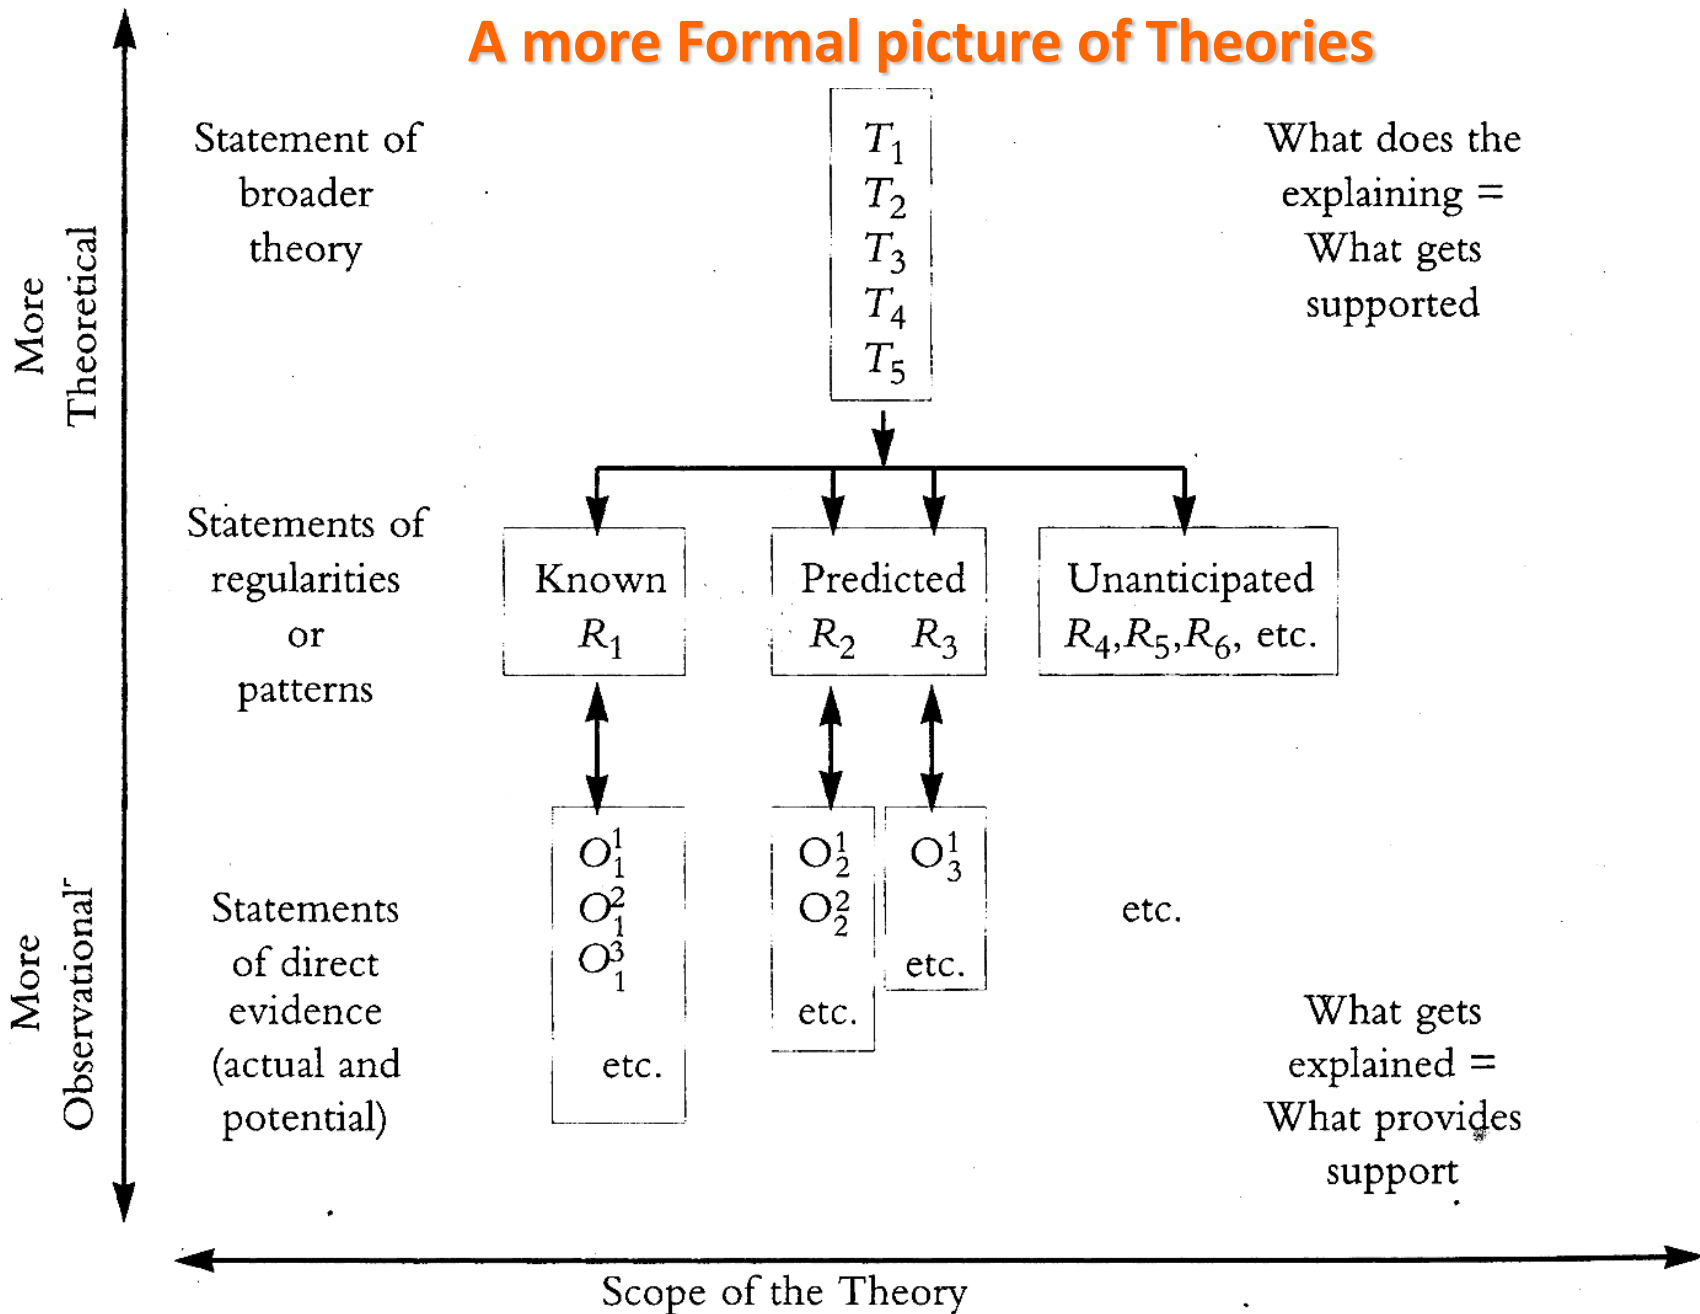 A more Formal picture of Theories
More
Theoretical
Statement of
broader
theory
T1
T2
T3
T4
T5
What does the
explaining =
What gets
supported
Statements of
regularities
or
patterns
Known
R1
Predicted
R2 R3
Unanticipated
R4,R5,R6, etc.
More
Observational
Statements
of direct
evidence
(actual and
potential)
O¹₁
O²₁
O³₁
etc.
O¹₂
O²₂
etc.
O¹₃
etc.
etc.
What gets
explained =
What provides
support
Scope of the Theory